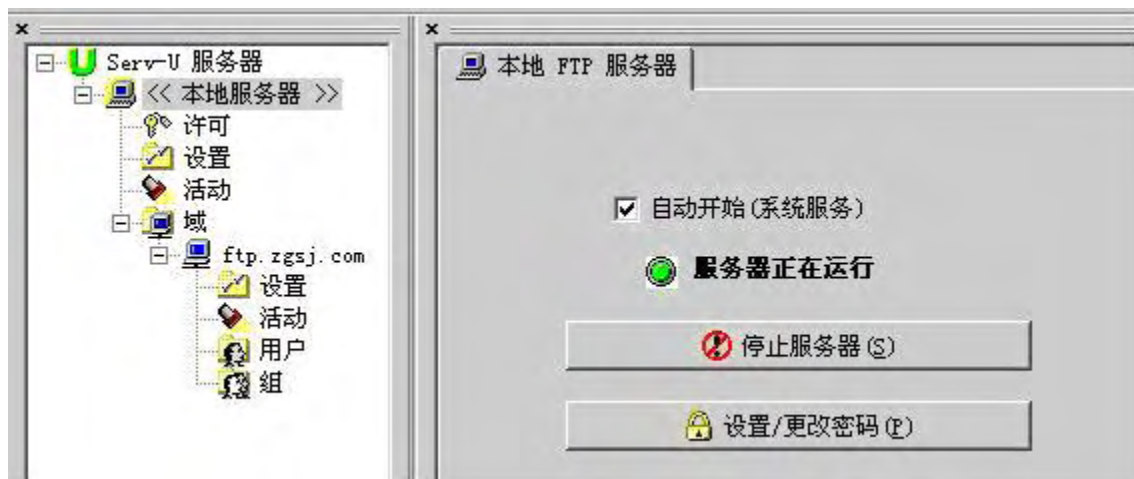 Serv-U 服务器
<< 本地服务器 >>
许可
设置
活动
域
ftp.zgsj.com
设置
活动
用户
组
本地 FTP 服务器
自动开始(系统服务)
服务器正在运行
停止服务器(S)
设置/更改密码(P)